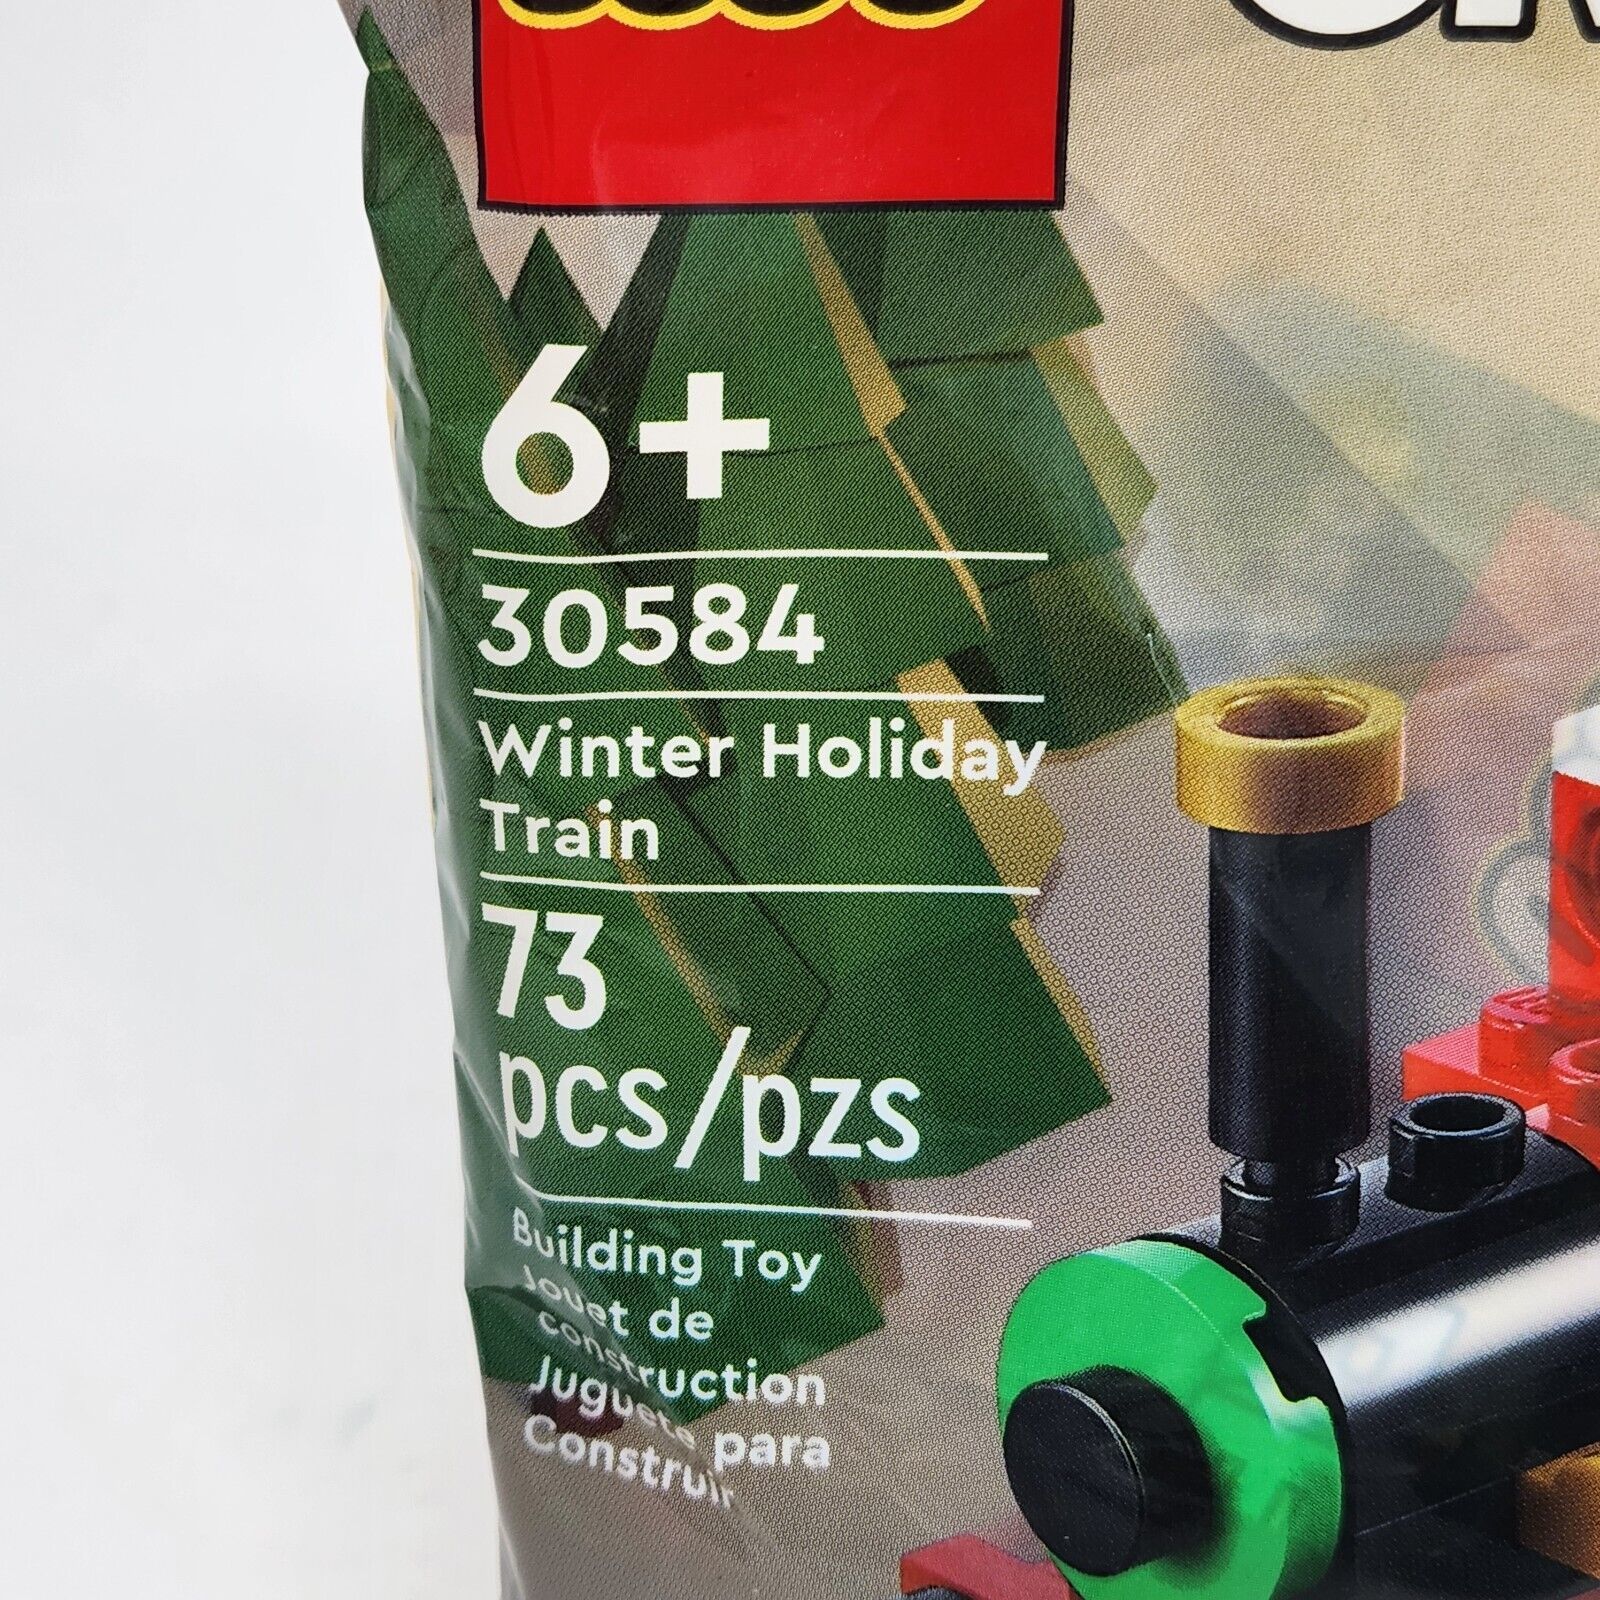 6+
30584
Winter Holiday
Train
73
pcs/pzs
Building Toy
Jouet de
construction
Juguete para
Construir